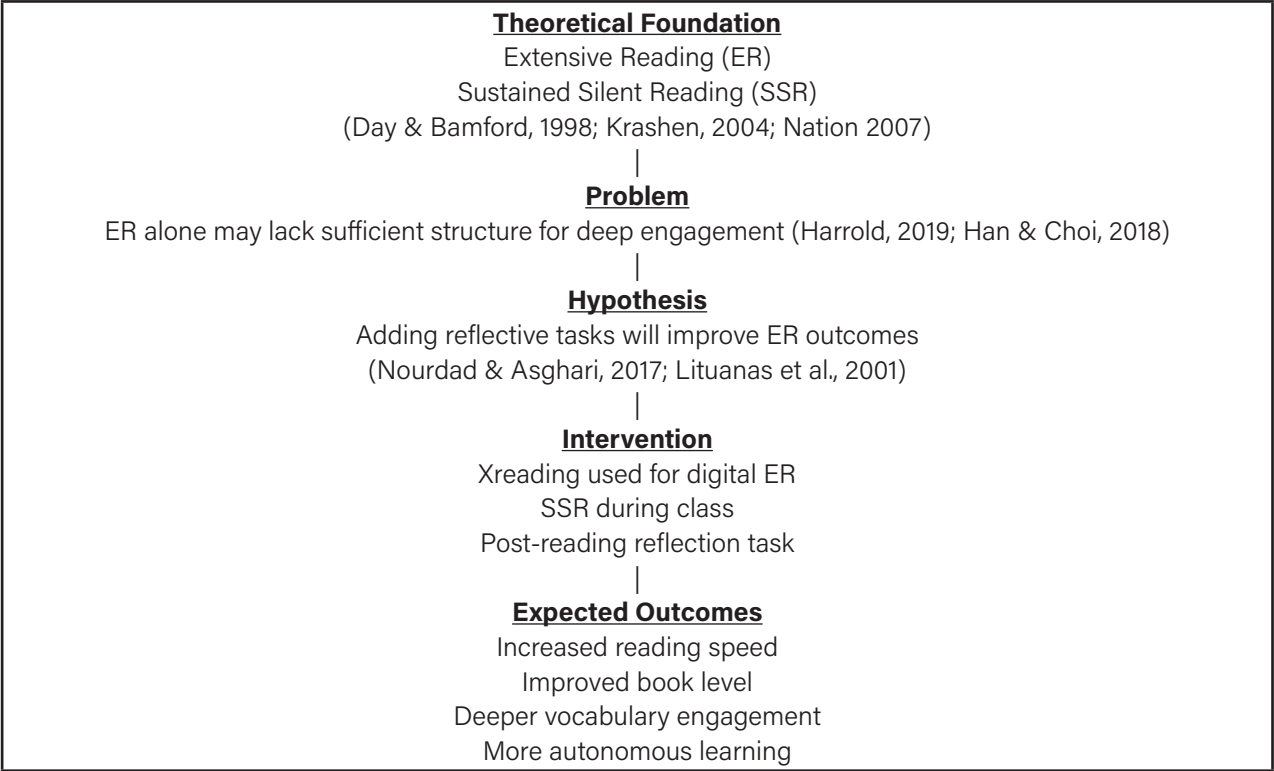 Theoretical Foundation
Extensive Reading (ER)
Sustained Silent Reading (SSR)
(Day & Bamford, 1998; Krashen, 2004; Nation 2007)
Problem
ER alone may lack sufficient structure for deep engagement (Harrold, 2019; Han & Choi, 2018)
Hypothesis
Adding reflective tasks will improve ER outcomes
(Nourdad & Asghari, 2017; Lituanas et al., 2001)
Intervention
Xreading used for digital ER
SSR during class
Post-reading reflection task
Expected Outcomes
Increased reading speed
Improved book level
Deeper vocabulary engagement
More autonomous learning